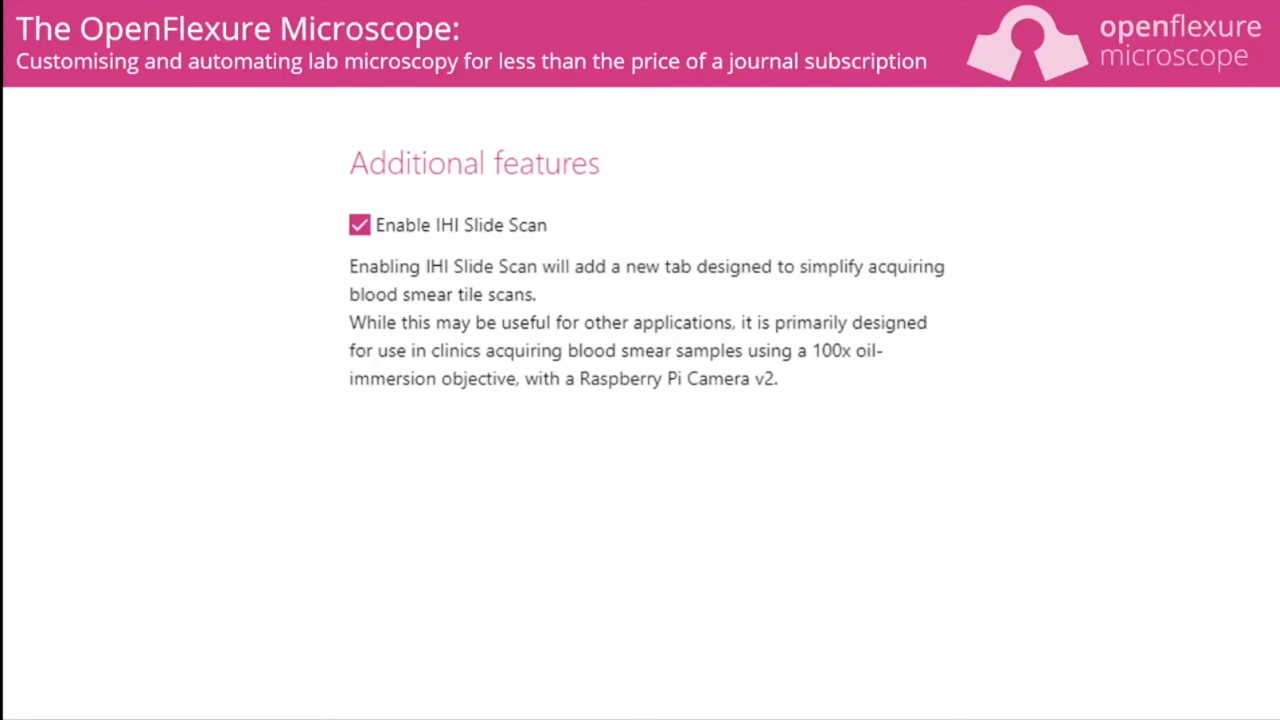 The OpenFlexure Microscope:
Customising and automating lab microscopy for less than the price of a journal subscription
openflexure
microscope
Additional features
Enable IHI Slide Scan
Enabling IHI Slide Scan will add a new tab designed to simplify acquiring
blood smear tile scans.
While this may be useful for other applications, it is primarily designed
for use in clinics acquiring blood smear samples using a 100x oil-
immersion objective, with a Raspberry Pi Camera v2.